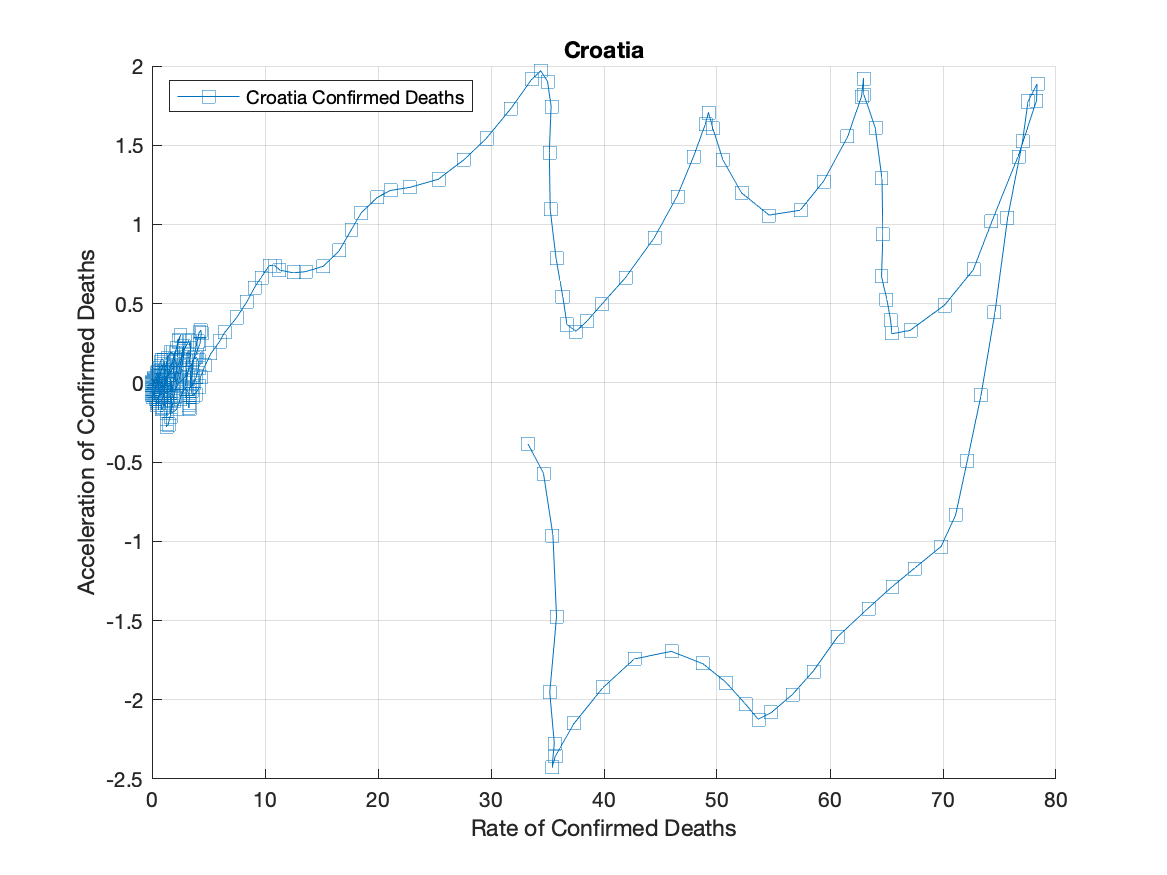 Croatia
Croatia Confirmed Deaths
2
1.5
1
0.5
0
-0.5
-1
-1.5
-2
-2.5
Acceleration of Confirmed Deaths
0 10 20 30 40 50 60 70 80
Rate of Confirmed Deaths